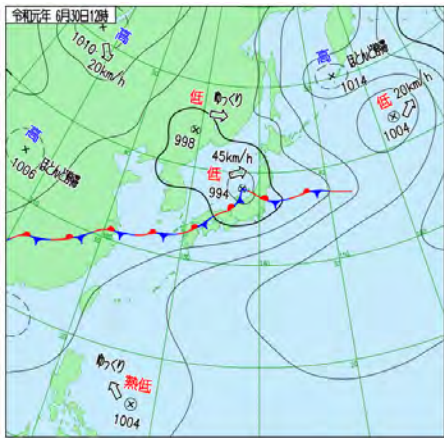 令和元年 6月30日12時
高
1010
20km/h
高
ほとんど停滞
1014
低
20km/h
1004
低
ゆっくり
998
高
ほとんど停滞
1006
45km/h
低
994
ゆっくり
熱低
1004